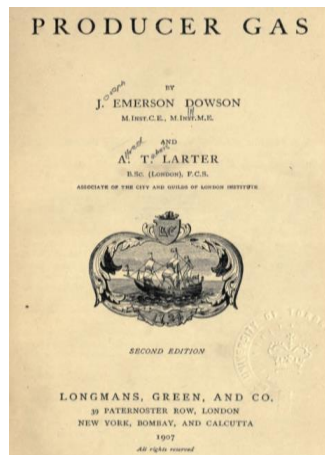 PRODUCER GAS
BY
J. EMERSON DOWSON
M.INST.C.E., M.INST.M.E.
AND
A. T. LARTER
B.SC. (LONDON), F.C.S.
ASSOCIATE OF THE CITY AND GUILDS OF LONDON INSTITUTE
SECOND EDITION
LONGMANS, GREEN, AND CO.
39 PATERNOSTER ROW, LONDON
NEW YORK, BOMBAY, AND CALCUTTA
1907
All rights reserved